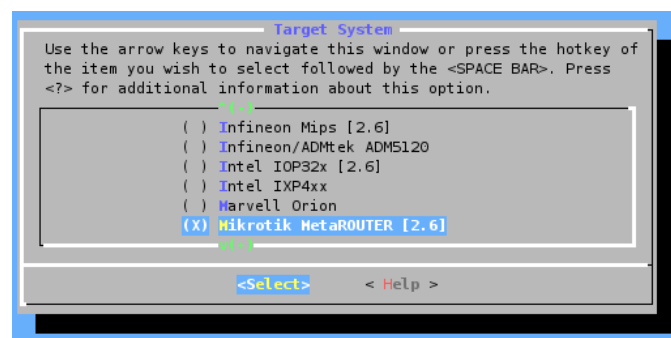 Target System
Use the arrow keys to navigate this window or press the hotkey of
the item you wish to select followed by the <SPACE BAR>. Press
<?> for additional information about this option.
^(-)
( ) Infineon Mips [2.6]
( ) Infineon/ADMtek ADM5120
( ) Intel IOP32x [2.6]
( ) Intel IXP4xx
( ) Marvell Orion
(X) Mikrotik MetaROUTER [2.6]
v(+)
<Select> < Help >